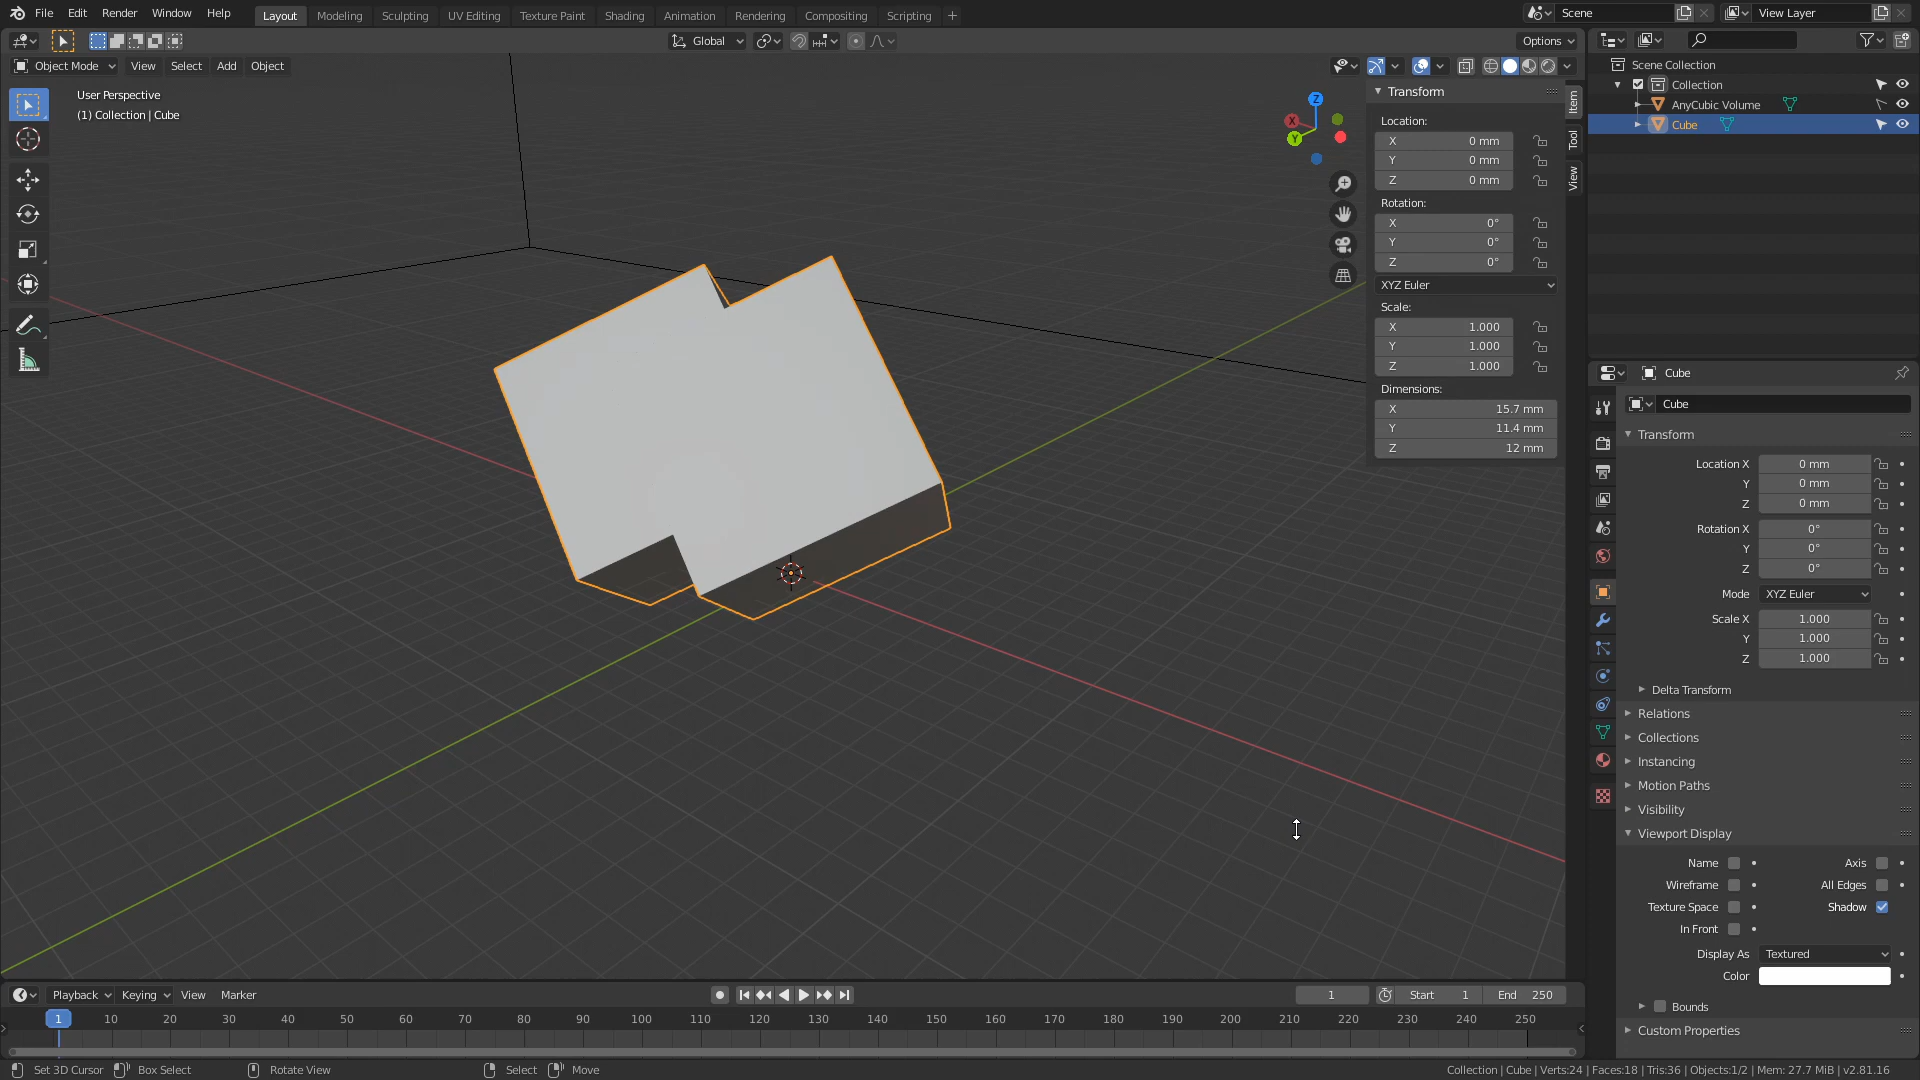 File Edit Render Window Help Layout Modeling Sculpting UV Editing Texture Paint Shading Animation Rendering Compositing Scripting + Scene View Layer
Global Options
Object Mode View Select Add Object
User Perspective
(1) Collection | Cube
Z
X
Y
Transform
Location:
X 0 mm
Y 0 mm
Z 0 mm
Rotation:
X 0°
Y 0°
Z 0°
XYZ Euler
Scale:
X 1.000
Y 1.000
Z 1.000
Dimensions:
X 15.7 mm
Y 11.4 mm
Z 12 mm
Item
Tool
View
Scene Collection
Collection
AnyCubic Volume
Cube
Cube
Cube
Transform
Location X 0 mm
Y 0 mm
Z 0 mm
Rotation X 0°
Y 0°
Z 0°
Mode XYZ Euler
Scale X 1.000
Y 1.000
Z 1.000
Delta Transform
Relations
Collections
Instancing
Motion Paths
Visibility
Viewport Display
Name Axis
Wireframe All Edges
Texture Space Shadow
In Front
Display As Textured
Color
Bounds
Custom Properties
Playback Keying View Marker 1 Start 1 End 250
1 10 20 30 40 50 60 70 80 90 100 110 120 130 140 150 160 170 180 190 200 210 220 230 240 250
Set 3D Cursor Box Select Rotate View Select Move Collection | Cube | Verts:24 | Faces:18 | Tris:36 | Objects:1/2 | Mem: 27.7 MiB | v2.81.16